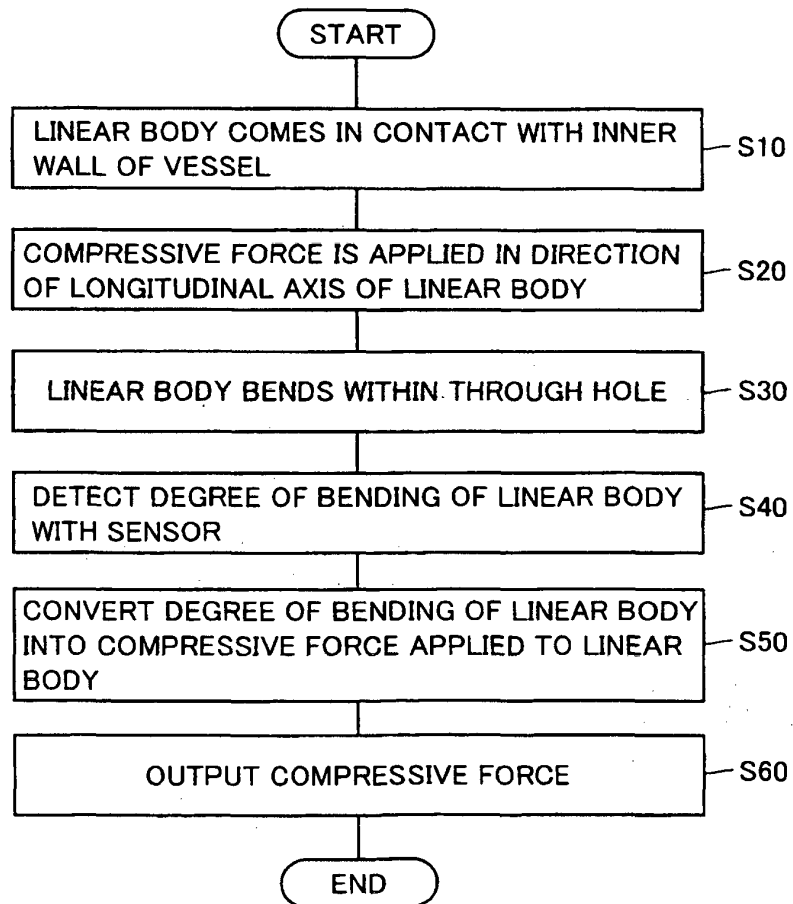 START
LINEAR BODY COMES IN CONTACT WITH INNER
WALL OF VESSEL
S10
COMPRESSIVE FORCE IS APPLIED IN DIRECTION
OF LONGITUDINAL AXIS OF LINEAR BODY
S20
LINEAR BODY BENDS WITHIN THROUGH HOLE
S30
DETECT DEGREE OF BENDING OF LINEAR BODY
WITH SENSOR
S40
CONVERT DEGREE OF BENDING OF LINEAR BODY
INTO COMPRESSIVE FORCE APPLIED TO LINEAR
BODY
S50
OUTPUT COMPRESSIVE FORCE
S60
END